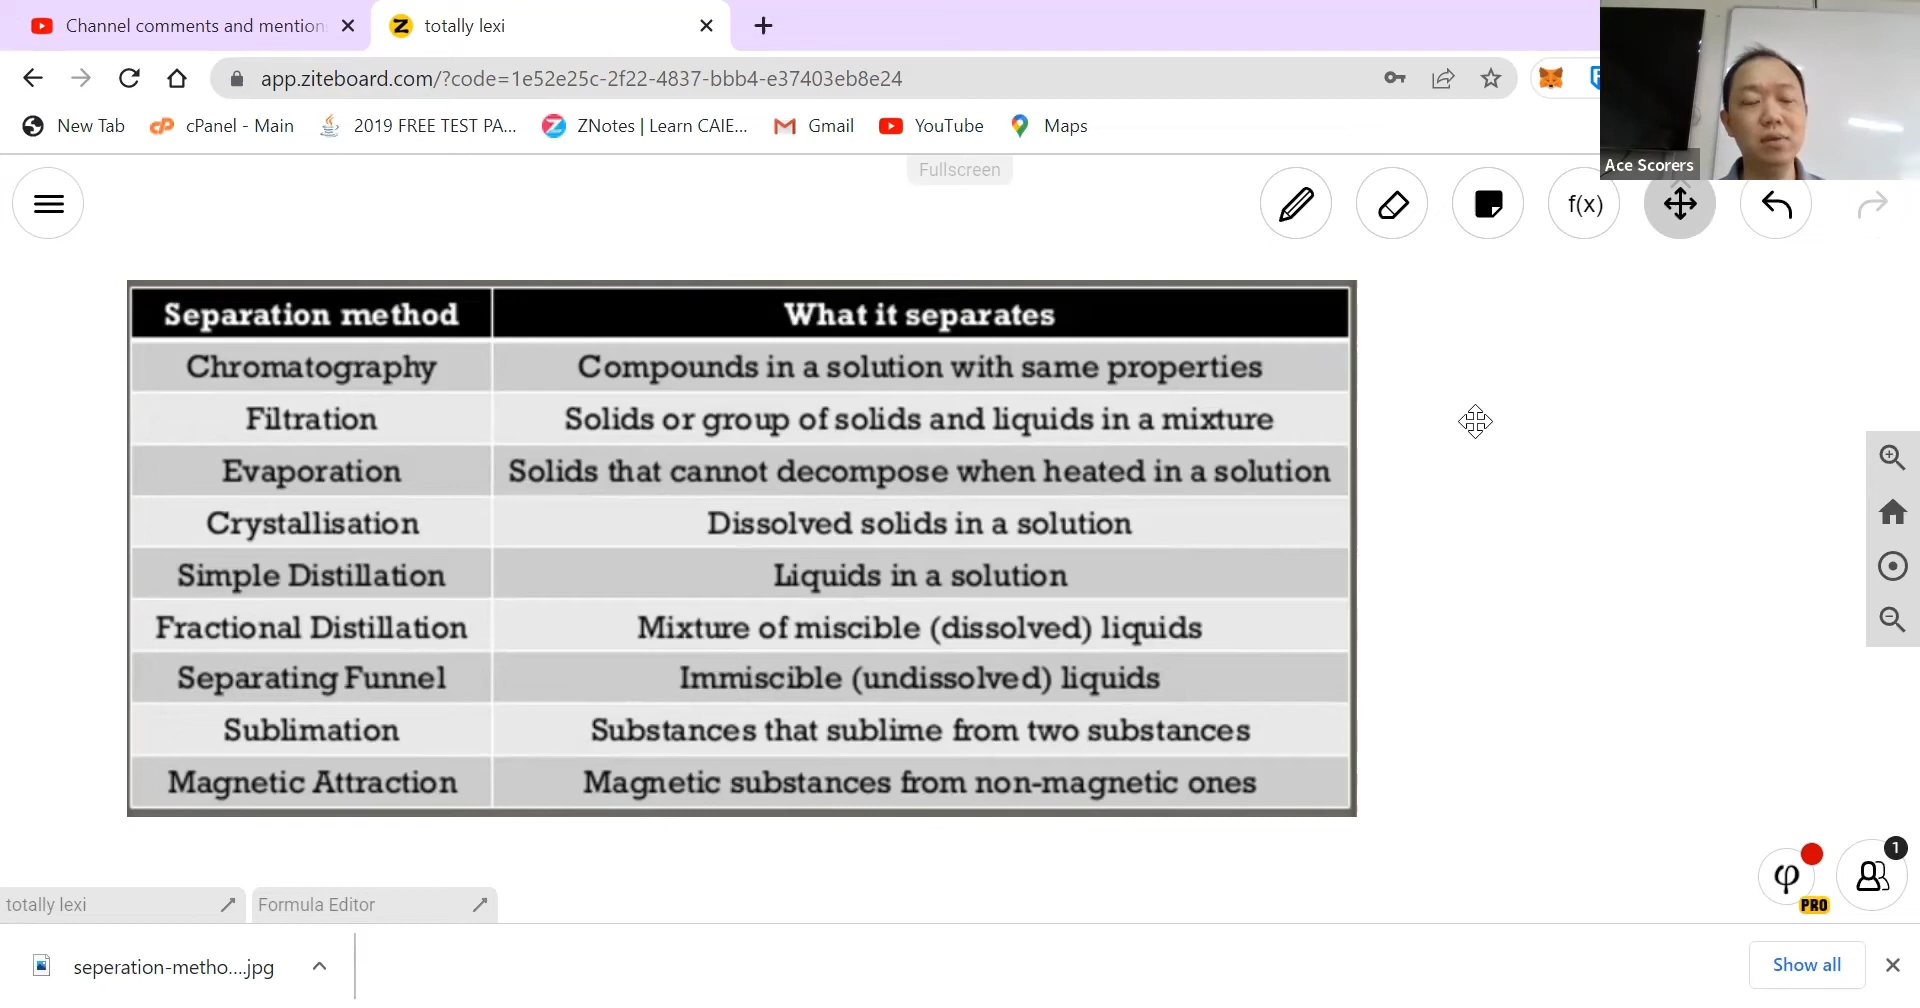 Channel comments and mention
totally lexi
app.ziteboard.com/?code=1e52e25c-2f22-4837-bbb4-e37403eb8e24
New Tab
cPanel - Main
2019 FREE TEST PA...
ZNotes | Learn CAIE...
Gmail
YouTube
Maps
Ace Scorers
Fullscreen
f(x)
Separation method What it separates
Chromatography Compounds in a solution with same properties
Filtration Solids or group of solids and liquids in a mixture
Evaporation Solids that cannot decompose when heated in a solution
Crystallisation Dissolved solids in a solution
Simple Distillation Liquids in a solution
Fractional Distillation Mixture of miscible (dissolved) liquids
Separating Funnel Immiscible (undissolved) liquids
Sublimation Substances that sublime from two substances
Magnetic Attraction Magnetic substances from non-magnetic ones
1
φ
PRO
totally lexi
Formula Editor
seperation-metho....jpg
Show all